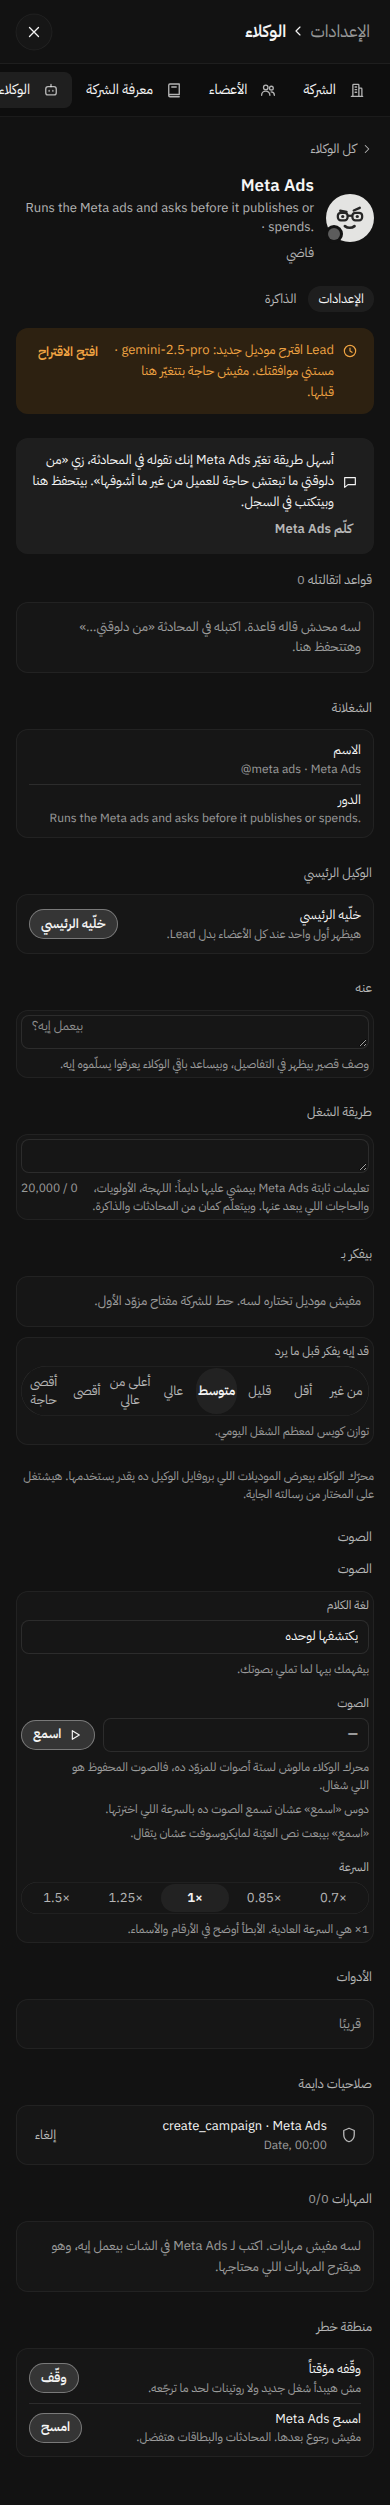 الإعدادات › الوكلاء
الشركة
الأعضاء
معرفة الشركة
الوكلاء
كل الوكلاء
Meta Ads
Runs the Meta ads and asks before it publishes or
spends. ·
فاضي
الإعدادات
الذاكرة
Lead اقترح موديل جديد: gemini-2.5-pro ·
مستني موافقتك. مفيش حاجة بتتغيّر هنا
قبلها.
افتح الاقتراح
أسهل طريقة تغيّر Meta Ads إنك تقوله في المحادثة، زي «من
دلوقتي ما تبعتش حاجة للعميل من غير ما أشوفها». بيتحفظ هنا
وبيتكتب في السجل.
كلّم Meta Ads
قواعد اتقالتله 0
لسه محدش قاله قاعدة. اكتبله في المحادثة «من دلوقتي…»
وهتتحفظ هنا.
الشغلانة
الاسم
@meta ads · Meta Ads
الدور
Runs the Meta ads and asks before it publishes or spends.
الوكيل الرئيسي
خلّيه الرئيسي
هيظهر أول واحد عند كل الأعضاء بدل Lead.
خلّيه الرئيسي
عنه
بيعمل إيه؟
وصف قصير بيظهر في التفاصيل، وبيساعد باقي الوكلاء يعرفوا يسلّموه إيه.
طريقة الشغل
تعليمات ثابتة Meta Ads بيمشي عليها دايماً: اللهجة، الأولويات،
والحاجات اللي يبعد عنها. وبيتعلّم كمان من المحادثات والذاكرة.
0 / 20,000
بيفكر بـ
مفيش موديل تختاره لسه. حط للشركة مفتاح مزوّد الأول.
قد إيه يفكر قبل ما يرد
من غير
أقل
قليل
متوسط
عالي
أعلى من
عالي
أقصى
أقصى
حاجة
توازن كويس لمعظم الشغل اليومي.
محرّك الوكلاء بيعرض الموديلات اللي بروفايل الوكيل ده يقدر يستخدمها. هيشتغل
على المختار من رسالته الجاية.
الصوت
الصوت
لغة الكلام
يكتشفها لوحده
بيفهمك بيها لما تملي بصوتك.
الصوت
—
اسمع
محرك الوكلاء مالوش لستة أصوات للمزوّد ده، فالصوت المحفوظ هو
اللي شغال.
دوس «اسمع» عشان تسمع الصوت ده بالسرعة اللي اخترتها.
«اسمع» بيبعت نص العيّنة لمايكروسوفت عشان يتقال.
السرعة
0.7×
0.85×
1×
1.25×
1.5×
1× هي السرعة العادية. الأبطأ أوضح في الأرقام والأسماء.
الأدوات
قريبًا
صلاحيات دايمة
create_campaign · Meta Ads
Date, 00:00
إلغاء
المهارات 0/0
لسه مفيش مهارات. اكتب لـ Meta Ads في الشات بيعمل إيه، وهو
هيقترح المهارات اللي محتاجها.
منطقة خطر
وقّفه مؤقتاً
مش هيبدأ شغل جديد ولا روتينات لحد ما ترجّعه.
وقّف
امسح Meta Ads
مفيش رجوع بعدها. المحادثات والبطاقات هتفضل.
امسح